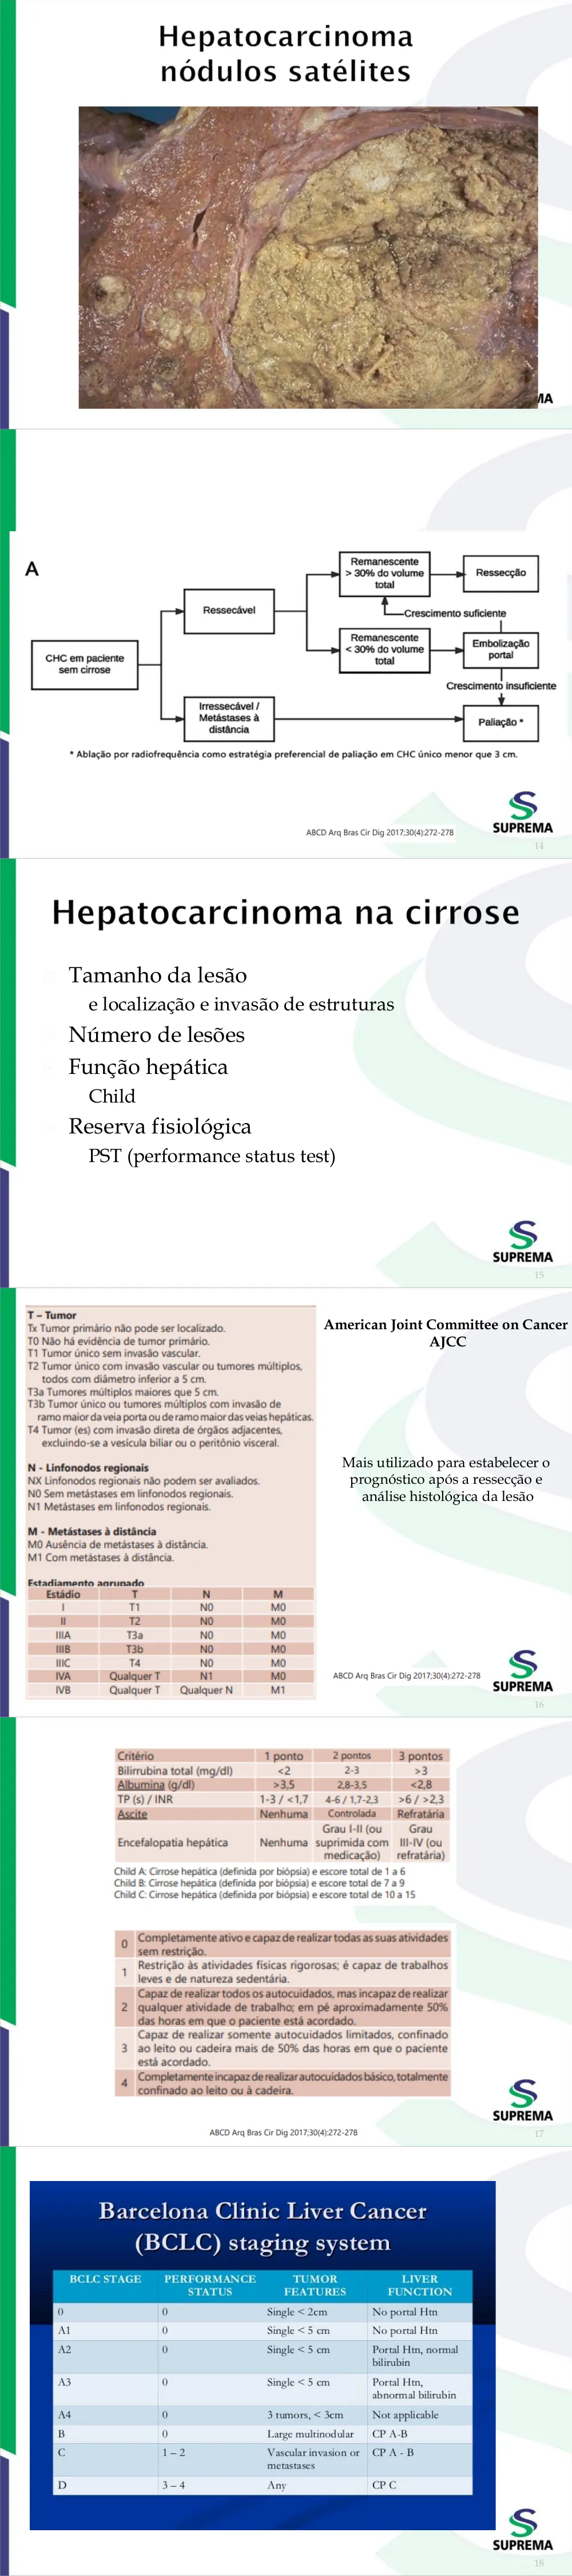 Hepatocarcinoma
nódulos satélites
MA
A
CHC em paciente
sem cirrose
Ressecável
Irressecável /
Metástases à
distância
Remanescente
> 30% do volume
total
Remanescente
< 30% do volume
total
Ressecção
Crescimento suficiente
Embolização
portal
Crescimento insuficiente
Paliação *
* Ablação por radiofrequência como estratégia preferencial de paliação em CHC único menor que 3 cm.
ABCD Arq Bras Cir Dig 2017;30(4):272-278
SUPREMA
14
Hepatocarcinoma na cirrose
Tamanho da lesão
e localização e invasão de estruturas
Número de lesões
Função hepática
Child
Reserva fisiológica
PST (performance status test)
SUPREMA
15
T – Tumor
Tx Tumor primário não pode ser localizado.
T0 Não há evidência de tumor primário.
T1 Tumor único sem invasão vascular.
T2 Tumor único com invasão vascular ou tumores múltiplos,
todos com diâmetro inferior a 5 cm.
T3a Tumores múltiplos maiores que 5 cm.
T3b Tumor único ou tumores múltiplos com invasão de
ramo maior da veia porta ou de ramo maior das veias hepáticas.
T4 Tumor (es) com invasão direta de órgãos adjacentes,
excluindo-se a vesícula biliar ou o peritônio visceral.
N - Linfonodos regionais
NX Linfonodos regionais não podem ser avaliados.
N0 Sem metástases em linfonodos regionais.
N1 Metástases em linfonodos regionais.
M - Metástases à distância
M0 Ausência de metástases à distância.
M1 Com metástases à distância.
Estadiamento agrupado
Estádio T N M
I T1 N0 M0
II T2 N0 M0
IIIA T3a N0 M0
IIIB T3b N0 M0
IIIC T4 N0 M0
IVA Qualquer T N1 M0
IVB Qualquer T Qualquer N M1
American Joint Committee on Cancer
AJCC
Mais utilizado para estabelecer o
prognóstico após a ressecção e
análise histológica da lesão
ABCD Arq Bras Cir Dig 2017;30(4):272-278
SUPREMA
16
Critério 1 ponto 2 pontos 3 pontos
Bilirrubina total (mg/dl) <2 2-3 >3
Albumina (g/dl) >3,5 2,8-3,5 <2,8
TP (s) / INR 1-3 / <1,7 4-6 / 1,7-2,3 >6 / >2,3
Ascite Nenhuma Controlada Refratária
Encefalopatia hepática Nenhuma Grau I-II (ou suprimida com medicação) Grau III-IV (ou refratária)
Child A: Cirrose hepática (definida por biópsia) e escore total de 1 a 6
Child B: Cirrose hepática (definida por biópsia) e escore total de 7 a 9
Child C: Cirrose hepática (definida por biópsia) e escore total de 10 a 15
0 Completamente ativo e capaz de realizar todas as suas atividades
sem restrição.
1 Restrição às atividades físicas rigorosas; é capaz de trabalhos
leves e de natureza sedentária.
2 Capaz de realizar todos os autocuidados, mas incapaz de realizar
qualquer atividade de trabalho; em pé aproximadamente 50%
das horas em que o paciente está acordado.
3 Capaz de realizar somente autocuidados limitados, confinado
ao leito ou cadeira mais de 50% das horas em que o paciente
está acordado.
4 Completamente incapaz de realizar autocuidados básico, totalmente
confinado ao leito ou à cadeira.
ABCD Arq Bras Cir Dig 2017;30(4):272-278
SUPREMA
17
Barcelona Clinic Liver Cancer
(BCLC) staging system
BCLC STAGE PERFORMANCE STATUS TUMOR FEATURES LIVER FUNCTION
0 0 Single < 2cm No portal Htn
A1 0 Single < 5 cm No portal Htn
A2 0 Single < 5 cm Portal Htn, normal bilirubin
A3 0 Single < 5 cm Portal Htn, abnormal bilirubin
A4 0 3 tumors, < 3cm Not applicable
B 0 Large multinodular CP A-B
C 1 – 2 Vascular invasion or metastases CP A - B
D 3 – 4 Any CP C
SUPREMA
18